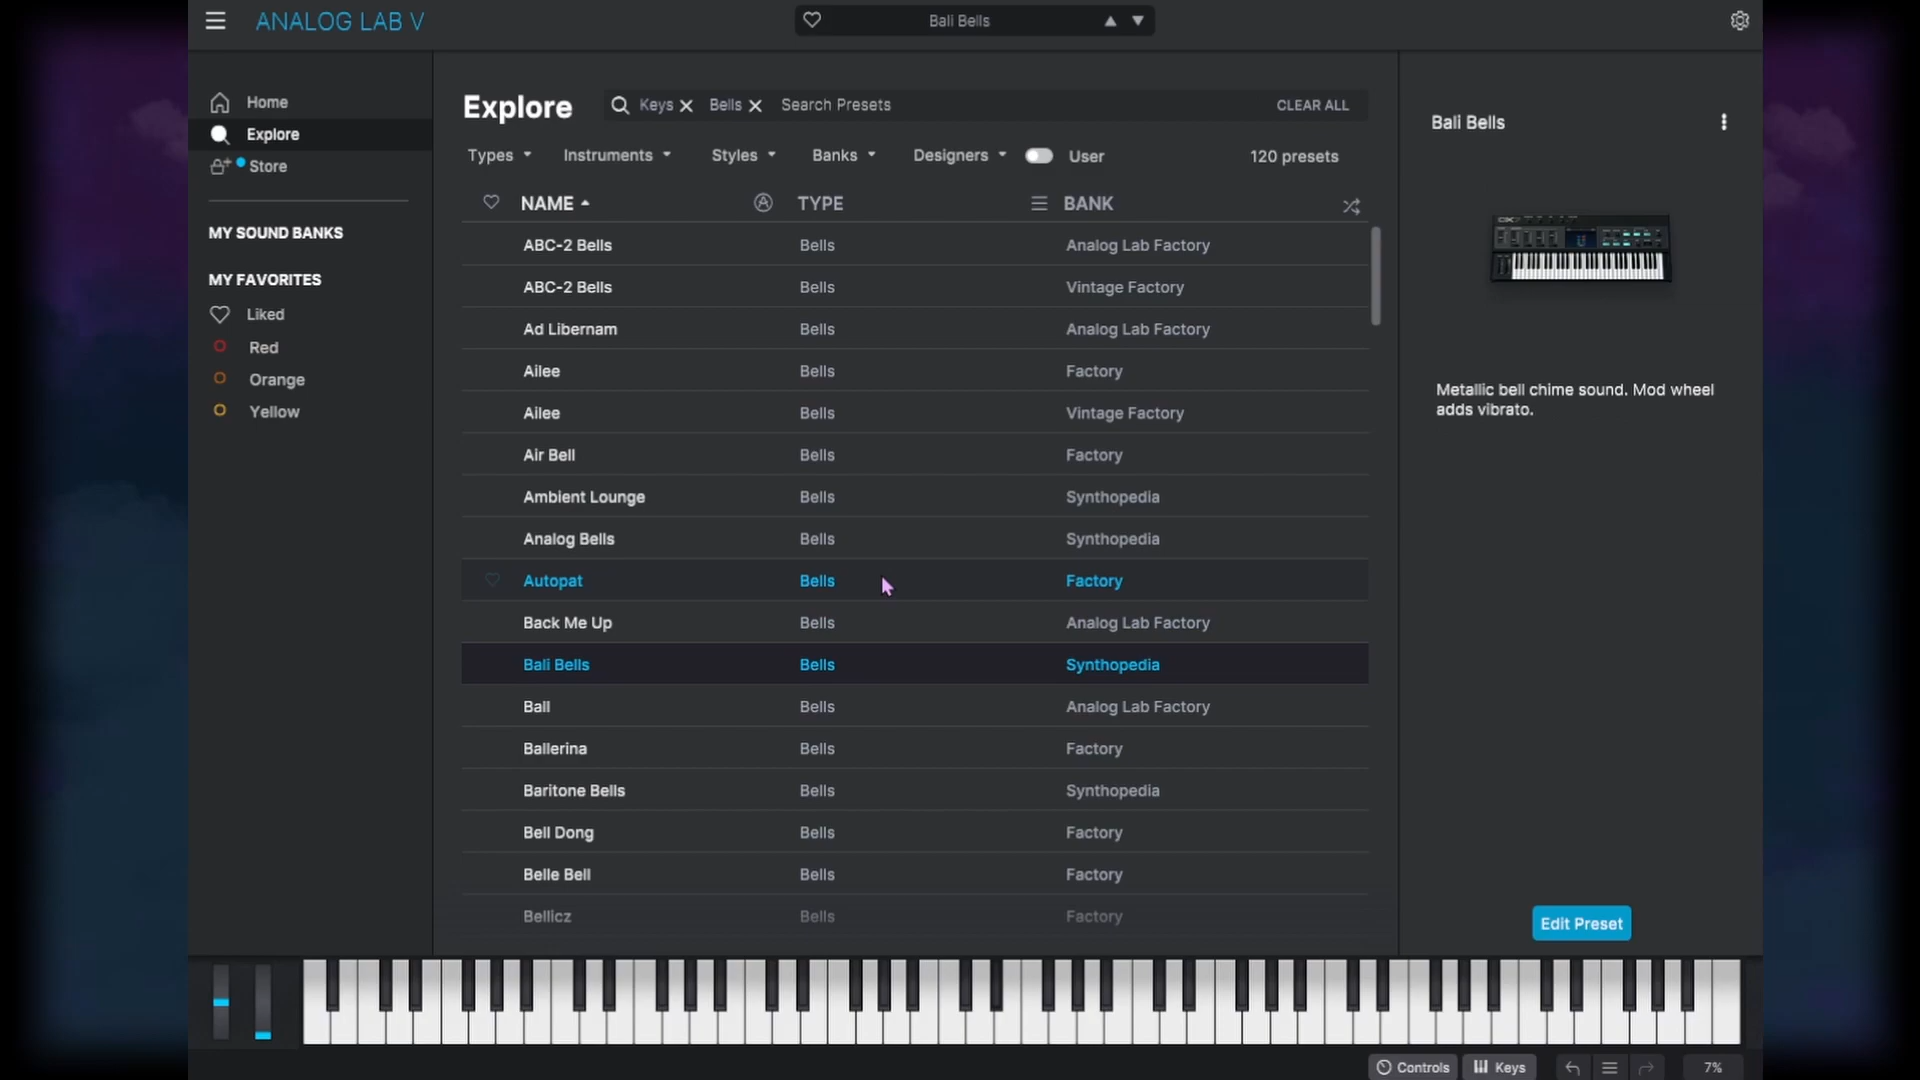 ANALOG LAB V
Bali Bells
Home
Explore
Store
MY SOUND BANKS
MY FAVORITES
Liked
Red
Orange
Yellow
Explore
Keys
Bells
Search Presets
CLEAR ALL
Types
Instruments
Styles
Banks
Designers
User
120 presets
NAME TYPE BANK
ABC-2 Bells Bells Analog Lab Factory
ABC-2 Bells Bells Vintage Factory
Ad Libernam Bells Analog Lab Factory
Ailee Bells Factory
Ailee Bells Vintage Factory
Air Bell Bells Factory
Ambient Lounge Bells Synthopedia
Analog Bells Bells Synthopedia
Autopat Bells Factory
Back Me Up Bells Analog Lab Factory
Bali Bells Bells Synthopedia
Ball Bells Analog Lab Factory
Ballerina Bells Factory
Baritone Bells Bells Synthopedia
Bell Dong Bells Factory
Belle Bell Bells Factory
Bellicz Bells Factory
Bali Bells
Metallic bell chime sound. Mod wheel
adds vibrato.
Edit Preset
Controls
Keys
7%